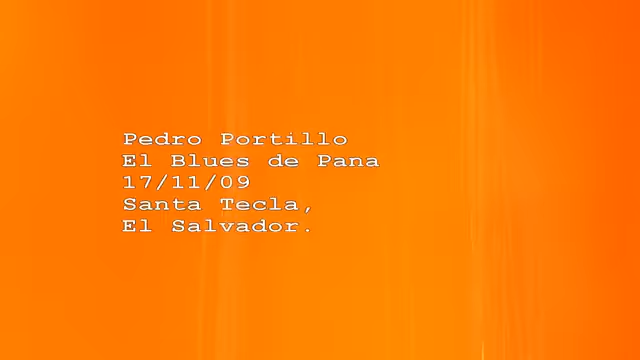 Pedro Portillo
El Blues de Pana
17/11/09
Santa Tecla,
El Salvador.